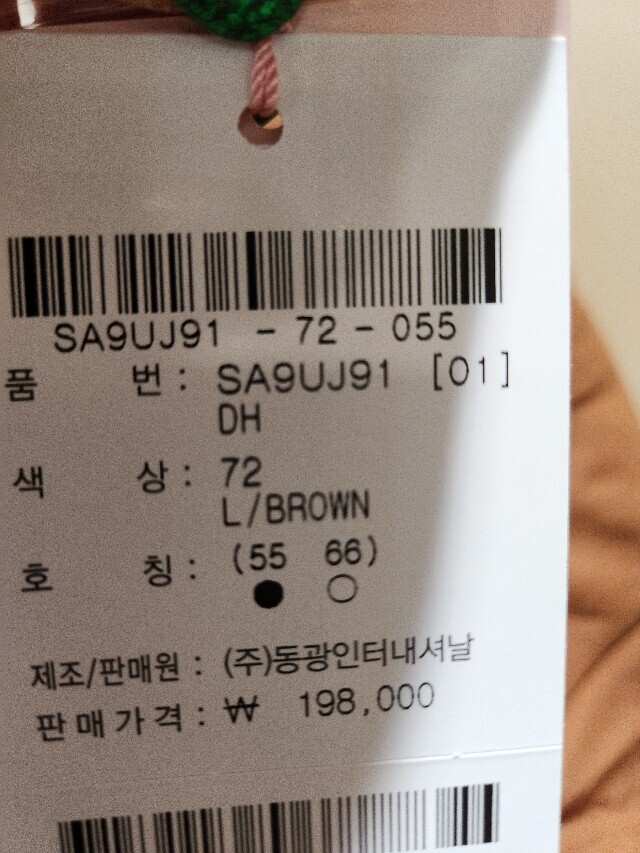 SA9UJ91 - 72 - 055
품 번 : SA9UJ91 [01]
DH
색 상 : 72
L/BROWN
호 칭 : (55 66)
● ○
제조/판매원 : (주)동광인터내셔날
판매가격 : ₩ 198,000